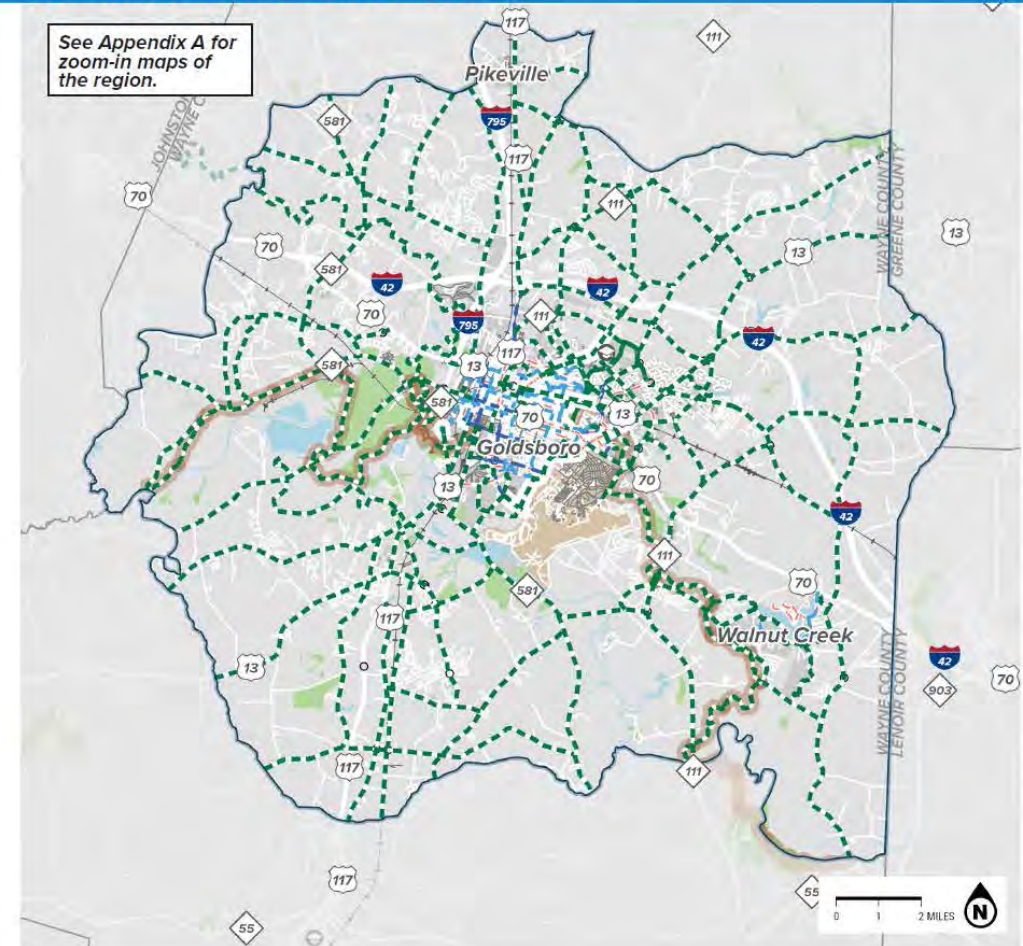 See Appendix A for
zoom-in maps of
the region.
117
111
Pikeville
795
581
JOHNSTON
WAYNE C
117
70
111
WAYNE COUNTY
GREENE COUNTY
13
13
70
581
42
42
70
795
111
42
117
13
581
581
70
13
Goldsboro
13
70
42
111
581
70
117
Walnut Creek
WAYNE COUNTY
LENOIR COUNTY
42
13
70
903
117
111
117
55
55
0 1 2 MILES
N